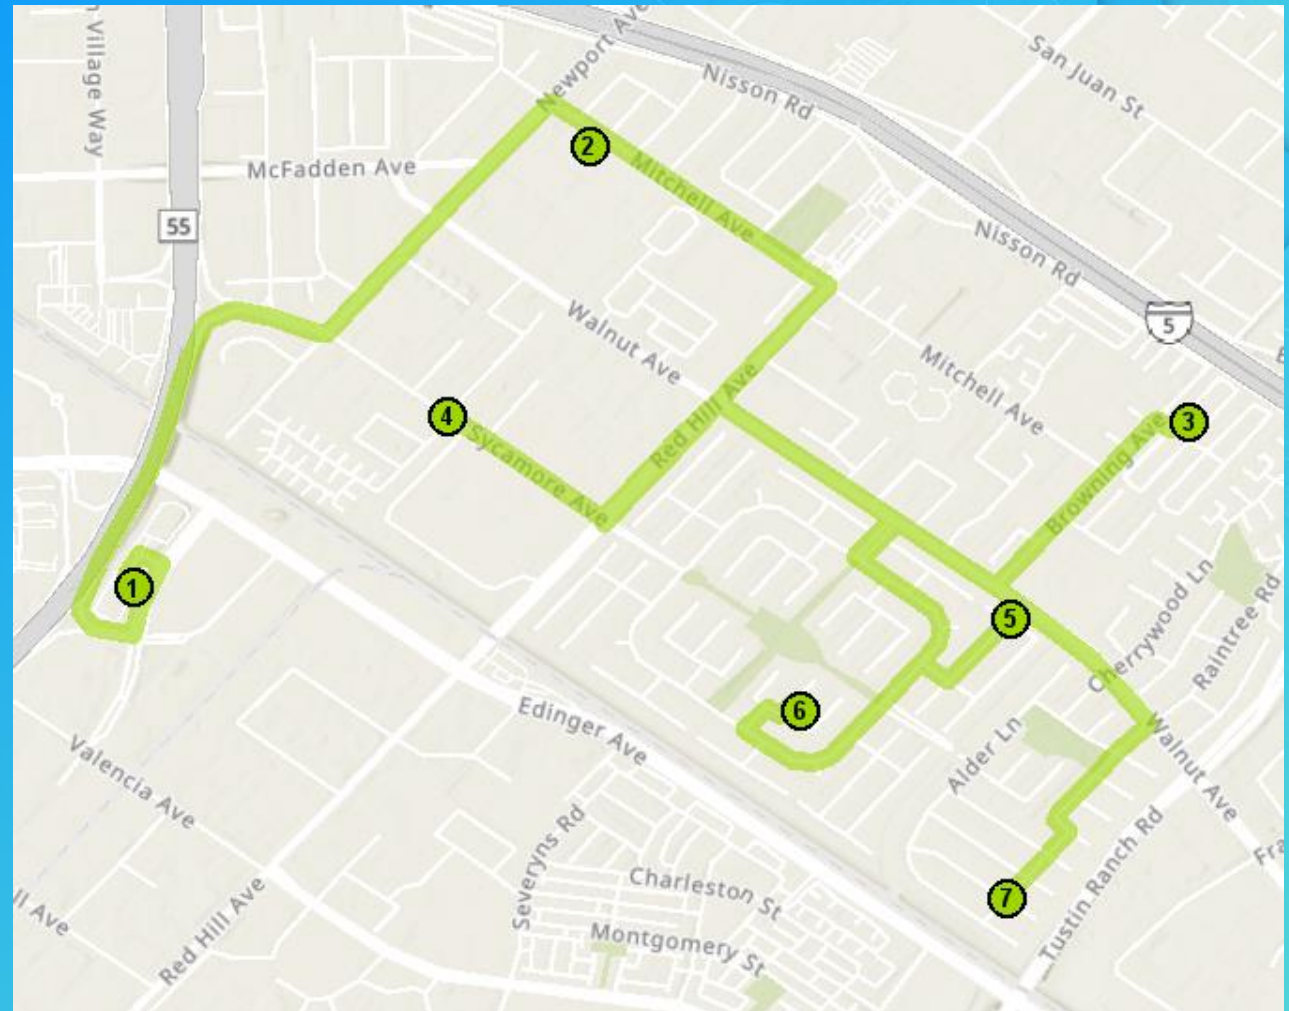 n Village Way
Newport Ave
Nisson Rd
San Juan St
McFadden Ave
2
Mitchell Ave
55
Nisson Rd
5
Walnut Ave
Mitchell Ave
Red Hill Ave
4
Sycamore Ave
3
Browning Ave
1
5
Cherrywood Ln
Raintree Rd
6
Edinger Ave
Alder Ln
Walnut Ave
Valencia Ave
Severyns Rd
Tustin Ranch Rd
Fra
Charleston St
7
ll Ave
Red Hill Ave
Montgomery St